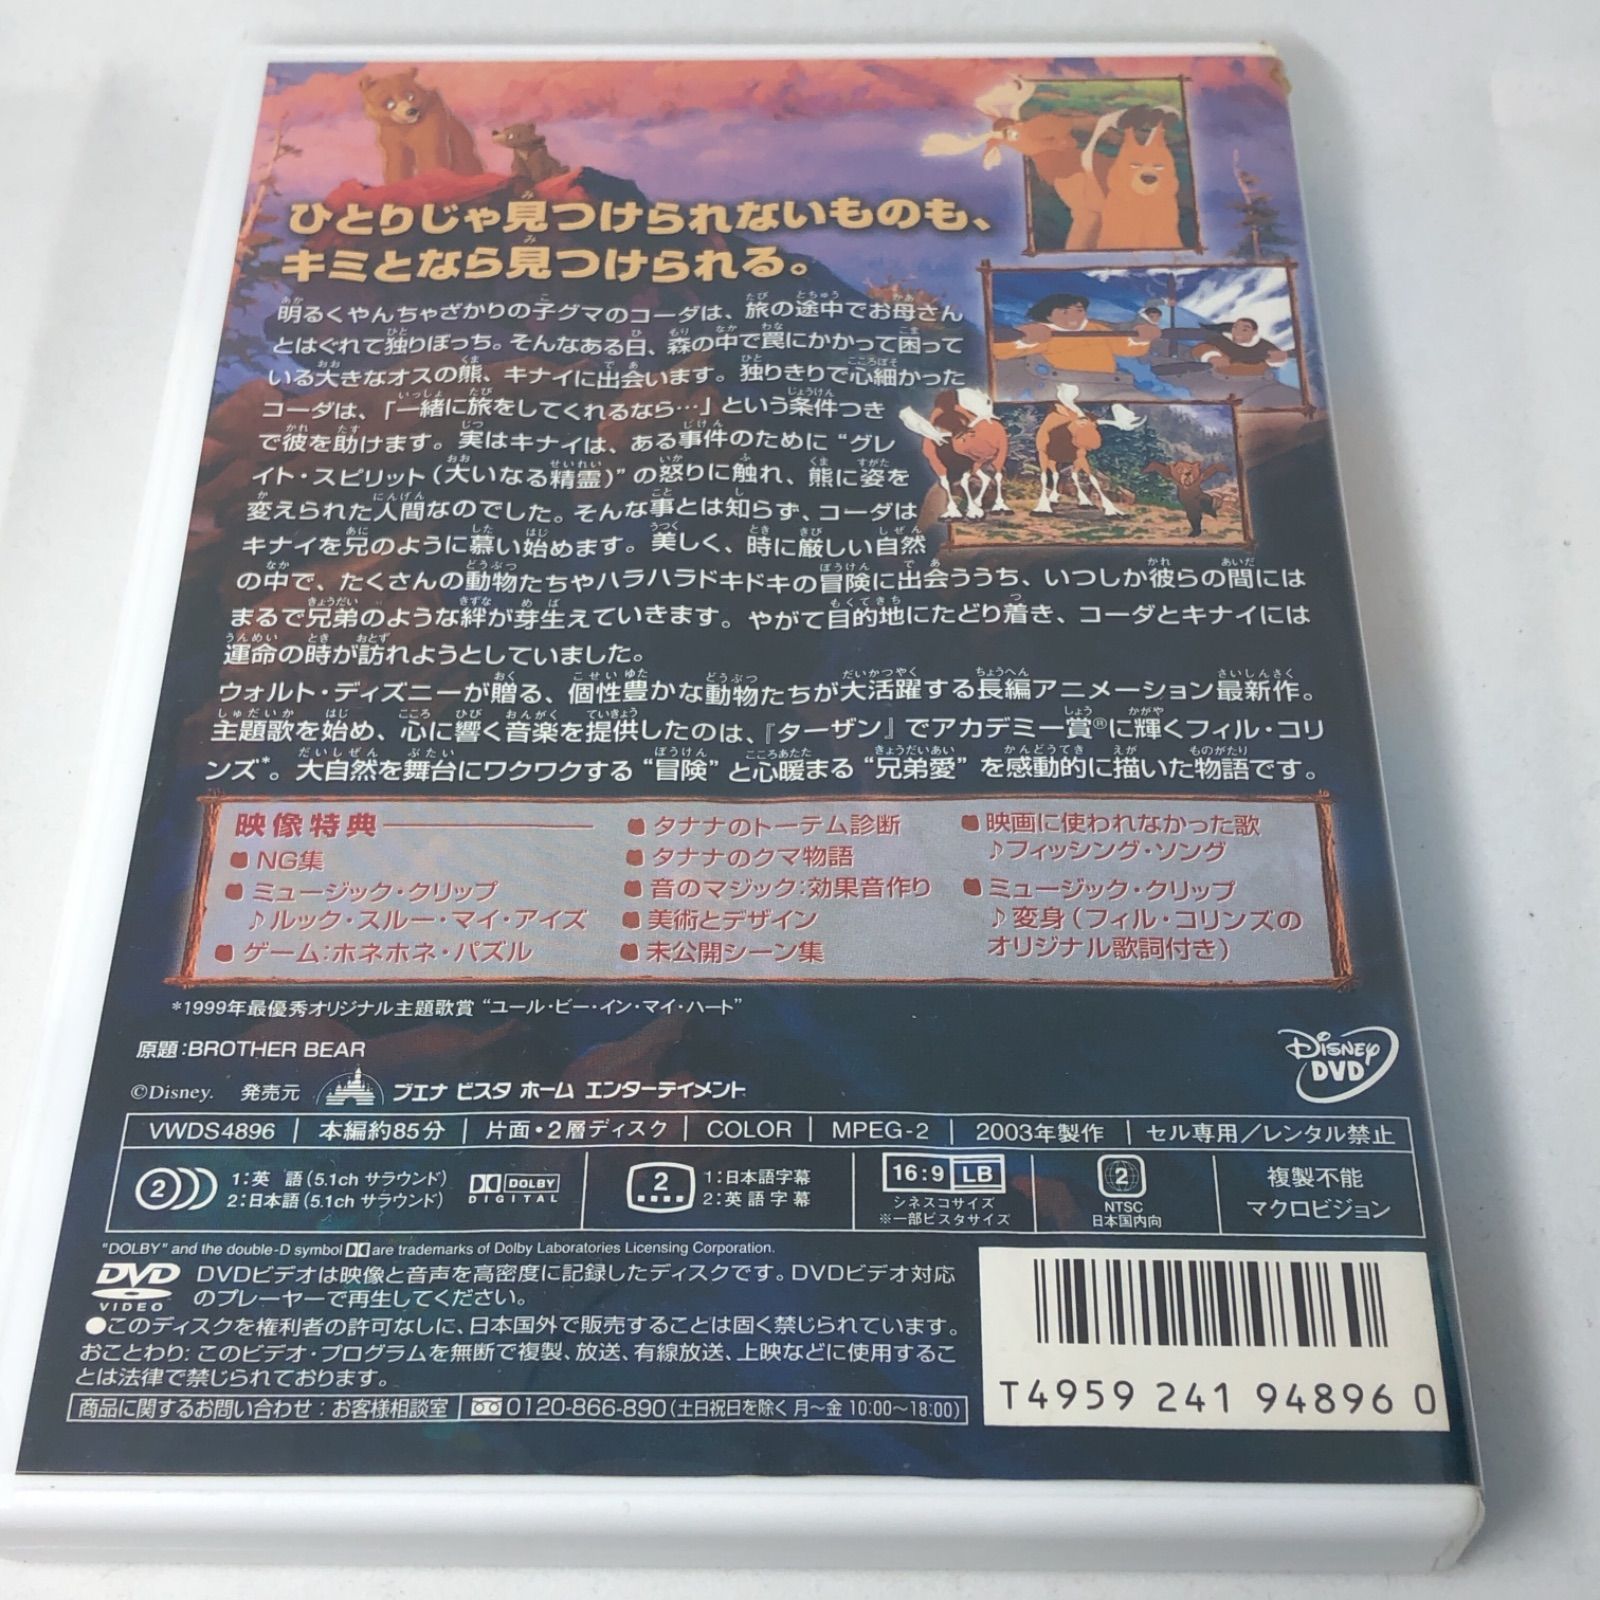 ひとりじゃ見つけられないものも、
キミとなら見つけられる。
明るくやんちゃざかりの子グマのコーダは、旅の途中でお母さん
とはぐれて独りぼっち。そんなある日、森の中で罠にかかって困って
いる大きなオスの熊、キナイに出会います。独りきりで心細かった
コーダは、「一緒に旅をしてくれるなら…」という条件つき
で彼を助けます。実はキナイは、ある事件のために“グレ
イト・スピリット(大いなる精霊)”の怒りに触れ、熊に姿を
変えられた人間なのでした。そんな事とは知らず、コーダは
キナイを兄のように慕い始めます。美しく、時に厳しい自然
の中で、たくさんの動物たちやハラハラドキドキの冒険に出会ううち、いつしか彼らの間には
まるで兄弟のような絆が芽生えていきます。やがて目的地にたどり着き、コーダとキナイには
運命の時が訪れようとしていました。
ウォルト・ディズニーが贈る、個性豊かな動物たちが大活躍する長編アニメーション最新作。
主題歌を始め、心に響く音楽を提供したのは、『ターザン』でアカデミー賞®に輝くフィル・コリ
ンズ*。大自然を舞台にワクワクする“冒険”と心暖まる“兄弟愛”を感動的に描いた物語です。
映像特典
NG集
ミュージック・クリップ
♪ルック・スルー・マイ・アイズ
ゲーム:ホネホネ・パズル
タナナのトーテム診断
タナナのクマ物語
音のマジック:効果音作り
美術とデザイン
未公開シーン集
映画に使われなかった歌
♪フィッシング・ソング
ミュージック・クリップ
♪変身(フィル・コリンズの
オリジナル歌詞付き)
*1999年最優秀オリジナル主題歌賞 “ユール・ビー・イン・マイ・ハート”
原題:BROTHER BEAR
©Disney. 発売元 ブエナ ビスタ ホーム エンターテイメント
Disney DVD
VWDS4896 | 本編約85分 | 片面・2層ディスク | COLOR | MPEG-2 | 2003年製作 | セル専用/レンタル禁止
2 1:英 語(5.1ch サラウンド)
2:日本語(5.1ch サラウンド)
DOLBY DIGITAL
2 1:日本語字幕
2:英語字幕
16:9 LB
シネスコサイズ
※一部ビスタサイズ
2
NTSC
日本国内向
複製不能
マクロビジョン
"DOLBY" and the double-D symbol are trademarks of Dolby Laboratories Licensing Corporation.
DVD VIDEO
DVDビデオは映像と音声を高密度に記録したディスクです。DVDビデオ対応
のプレーヤーで再生してください。
●このディスクを権利者の許可なしに、日本国外で販売することは固く禁じられています。
おことわり:このビデオ・プログラムを無断で複製、放送、有線放送、上映などに使用するこ
とは法律で禁じられております。
商品に関するお問い合わせ:お客様相談室 0120-866-890(土日祝日を除く 月〜金 10:00〜18:00)
T4959 241 94896 0